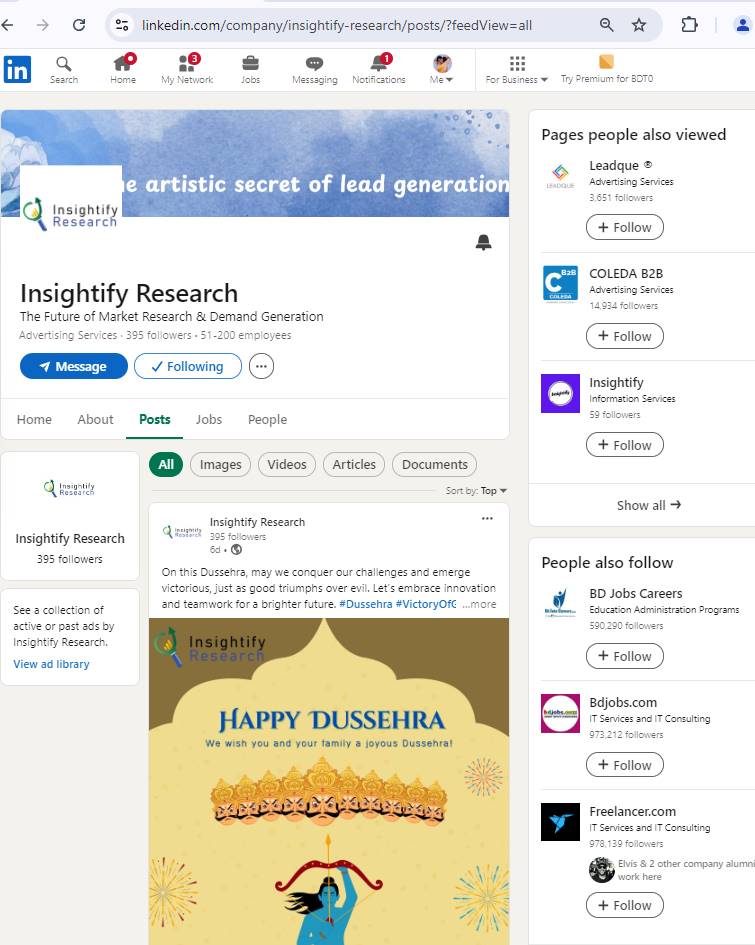 linkedin.com/company/insightify-research/posts/?feedView=all
in
Search
Home
3
My Network
Jobs
Messaging
1
Notifications
Me
For Business
Try Premium for BDT0
e artistic secret of lead generation
Insightify
Research
Insightify Research
The Future of Market Research & Demand Generation
Advertising Services · 395 followers · 51-200 employees
Message
Following
Home
About
Posts
Jobs
People
Insightify
Research
Insightify Research
395 followers
See a collection of
active or past ads by
Insightify Research.
View ad library
All
Images
Videos
Articles
Documents
Sort by: Top
Insightify
Research
Insightify Research
395 followers
6d •
On this Dussehra, may we conquer our challenges and emerge
victorious, just as good triumphs over evil. Let's embrace innovation
and teamwork for a brighter future. #Dussehra #VictoryOfG ...more
Insightify
Research
HAPPY DUSSEHRA
We wish you and your family a joyous Dussehra!
Pages people also viewed
LEADQUE
Leadque ®
Advertising Services
3,651 followers
+ Follow
C B2B
COLEDA
COLEDA B2B
Advertising Services
14,934 followers
+ Follow
Insightify
Insightify
Information Services
59 followers
+ Follow
Show all →
People also follow
BD Jobs Careers
Education Administration Programs
590,290 followers
+ Follow
bdjobs.com
Bdjobs.com
IT Services and IT Consulting
973,212 followers
+ Follow
Freelancer.com
IT Services and IT Consulting
978,139 followers
Elvis & 2 other company alumni
work here
+ Follow